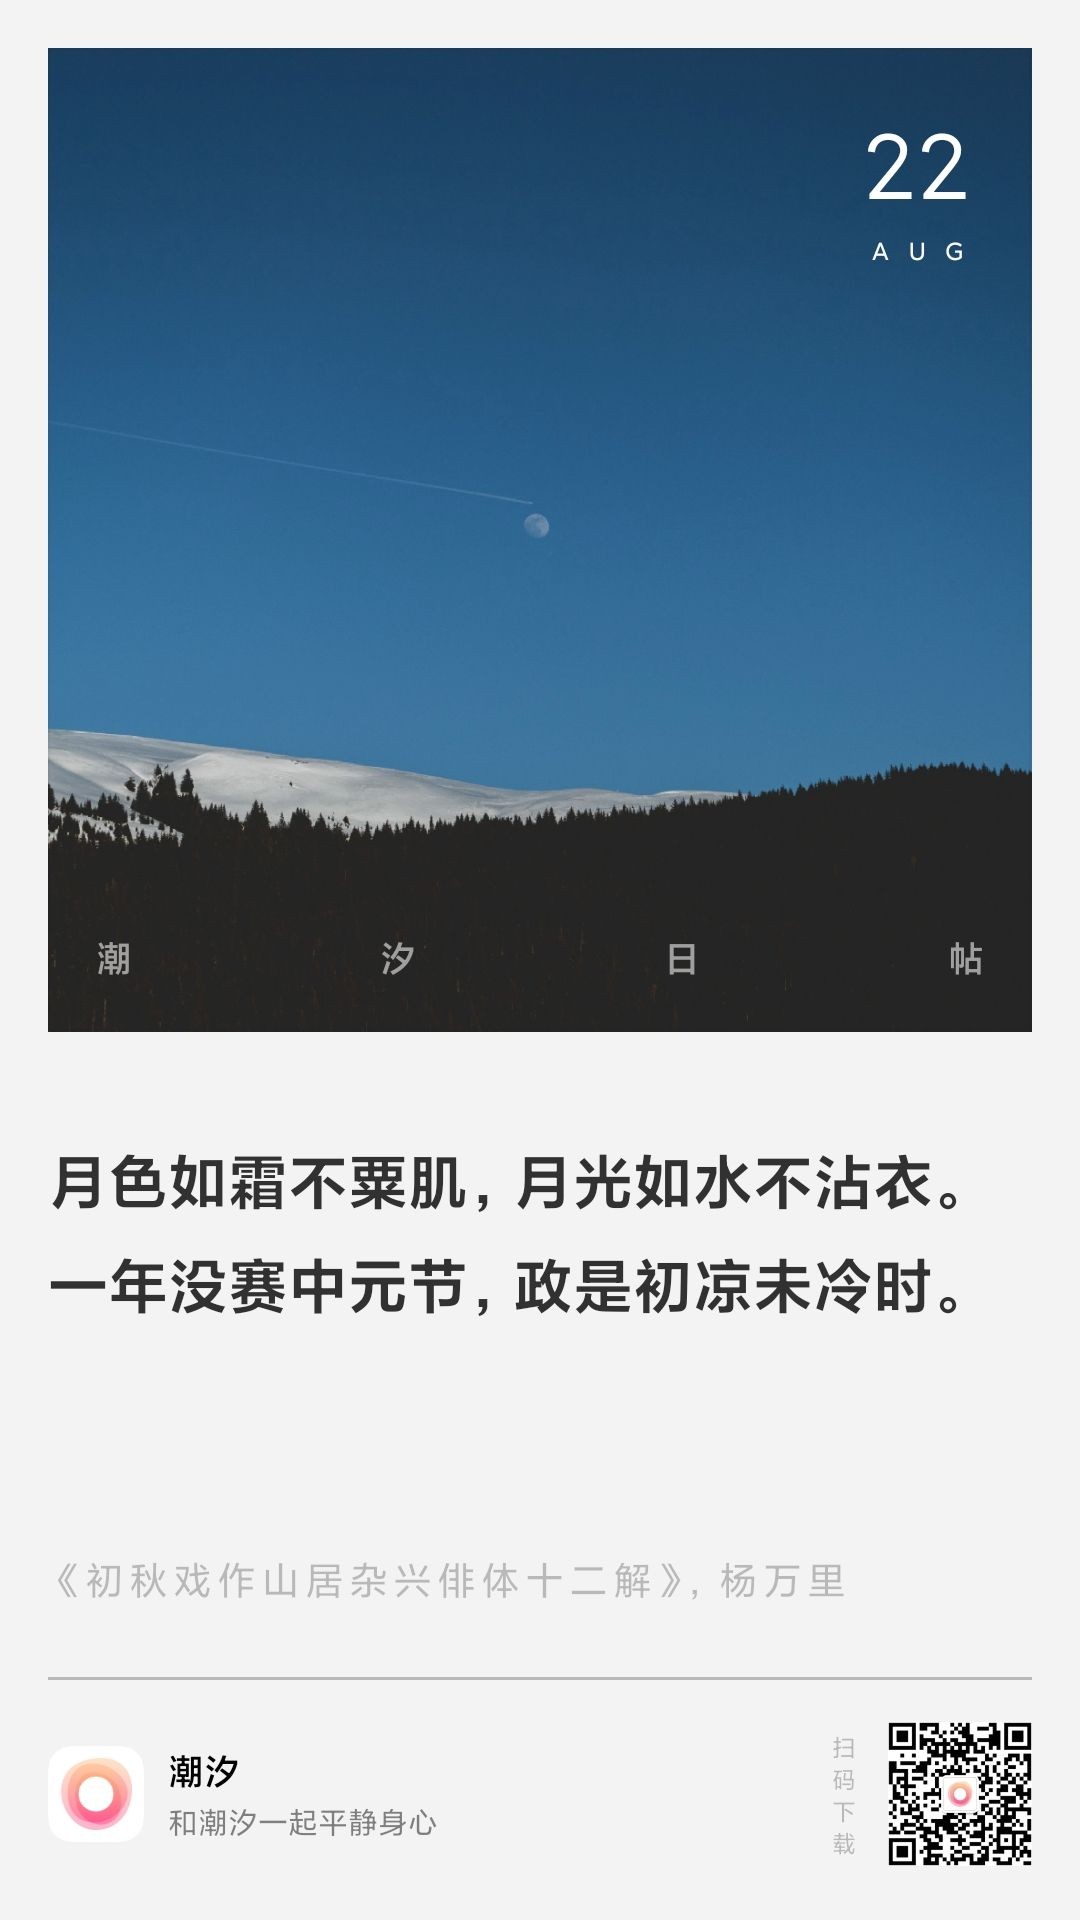 22
AUG
潮 汐 日 帖
月色如霜不粟肌，月光如水不沾衣。
一年没赛中元节，政是初凉未冷时。
《初秋戏作山居杂兴俳体十二解》，杨万里
潮汐
和潮汐一起平静身心
扫码下载